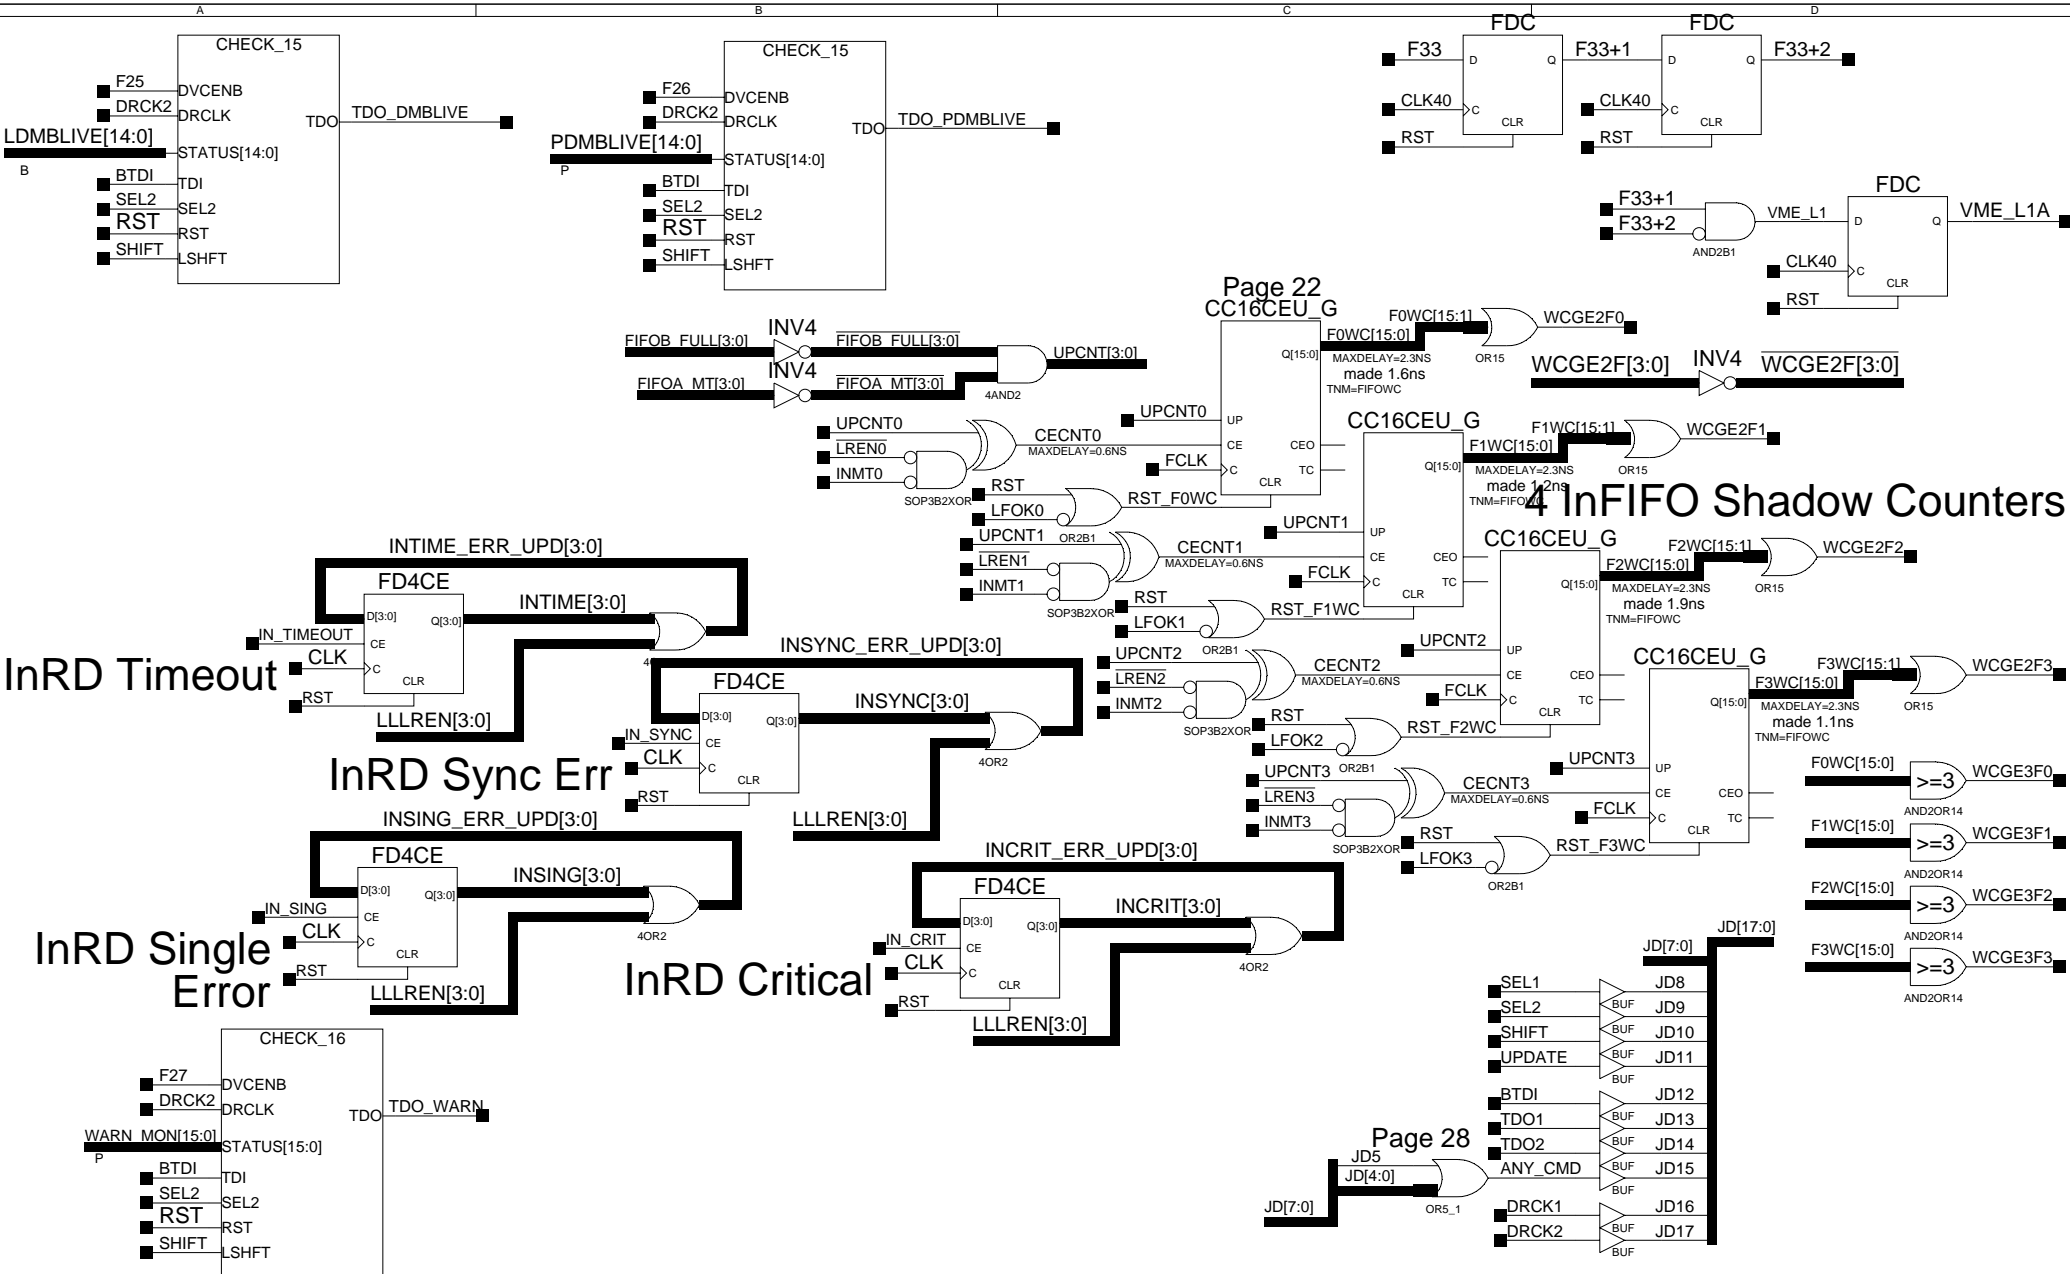 A
B
C
D
CHECK_15
F25
DVCENB
DRCK2
DRCLK
TDO
TDO_DMBLIVE
LDMBLIVE[14:0]
STATUS[14:0]
B
BTDI
TDI
SEL2
SEL2
RST
RST
SHIFT
LSHFT
CHECK_15
F26
DVCENB
DRCK2
DRCLK
TDO
TDO_PDMBLIVE
PDMBLIVE[14:0]
STATUS[14:0]
P
BTDI
TDI
SEL2
SEL2
RST
RST
SHIFT
LSHFT
FDC
F33
D
Q
F33+1
CLK40
C
CLR
RST
FDC
D
Q
F33+2
CLK40
C
CLR
RST
F33+1
F33+2
AND2B1
VME_L1
FDC
D
Q
VME_L1A
CLK40
C
CLR
RST
FIFOB_FULL[3:0]
INV4
FIFOB_FULL[3:0]
FIFOA_MT[3:0]
INV4
FIFOA_MT[3:0]
4AND2
UPCNT[3:0]
Page 22
CC16CEU_G
Q[15:0]
F0WC[15:0]
F0WC[15:1]
OR15
WCGE2F0
MAXDELAY=2.3NS
made 1.6ns
TNM=FIFOWC
WCGE2F[3:0]
INV4
WCGE2F[3:0]
UPCNT0
UP
UPCNT0
LREN0
INMT0
SOP3B2XOR
CECNT0
MAXDELAY=0.6NS
CE
CEO
FCLK
C
TC
CLR
RST
LFOK0
OR2B1
RST_F0WC
CC16CEU_G
Q[15:0]
F1WC[15:0]
F1WC[15:1]
OR15
WCGE2F1
MAXDELAY=2.3NS
made 1.2ns
TNM=FIFOWC
4 InFIFO Shadow Counters
UPCNT1
UP
UPCNT1
LREN1
INMT1
SOP3B2XOR
CECNT1
MAXDELAY=0.6NS
CE
CEO
FCLK
C
TC
CLR
RST
LFOK1
OR2B1
RST_F1WC
CC16CEU_G
Q[15:0]
F2WC[15:0]
F2WC[15:1]
OR15
WCGE2F2
MAXDELAY=2.3NS
made 1.9ns
TNM=FIFOWC
UPCNT2
UP
UPCNT2
LREN2
INMT2
SOP3B2XOR
CECNT2
MAXDELAY=0.6NS
CE
CEO
FCLK
C
TC
CLR
RST
LFOK2
OR2B1
RST_F2WC
CC16CEU_G
Q[15:0]
F3WC[15:0]
F3WC[15:1]
OR15
WCGE2F3
MAXDELAY=2.3NS
made 1.1ns
TNM=FIFOWC
UPCNT3
UP
UPCNT3
LREN3
INMT3
SOP3B2XOR
CECNT3
MAXDELAY=0.6NS
CE
CEO
FCLK
C
TC
CLR
RST
LFOK3
OR2B1
RST_F3WC
INTIME_ERR_UPD[3:0]
FD4CE
D[3:0]
Q[3:0]
INTIME[3:0]
IN_TIMEOUT
CE
CLK
C
CLR
RST
LLLREN[3:0]
InRD Timeout
INSYNC_ERR_UPD[3:0]
FD4CE
D[3:0]
Q[3:0]
INSYNC[3:0]
IN_SYNC
CE
CLK
C
CLR
RST
LLLREN[3:0]
4OR2
InRD Sync Err
INSING_ERR_UPD[3:0]
FD4CE
D[3:0]
Q[3:0]
INSING[3:0]
IN_SING
CE
CLK
C
CLR
RST
LLLREN[3:0]
4OR2
InRD Single
Error
INCRIT_ERR_UPD[3:0]
FD4CE
D[3:0]
Q[3:0]
INCRIT[3:0]
IN_CRIT
CE
CLK
C
CLR
RST
LLLREN[3:0]
4OR2
InRD Critical
F0WC[15:0]
>=3
WCGE3F0
AND2OR14
F1WC[15:0]
>=3
WCGE3F1
AND2OR14
F2WC[15:0]
>=3
WCGE3F2
AND2OR14
F3WC[15:0]
>=3
WCGE3F3
AND2OR14
JD[17:0]
JD[7:0]
SEL1
BUF
JD8
SEL2
BUF
JD9
SHIFT
BUF
JD10
UPDATE
BUF
JD11
BTDI
BUF
JD12
TDO1
BUF
JD13
TDO2
BUF
JD14
ANY_CMD
BUF
JD15
DRCK1
BUF
JD16
DRCK2
BUF
JD17
Page 28
JD5
JD[4:0]
JD[7:0]
OR5_1
CHECK_16
F27
DVCENB
DRCK2
DRCLK
TDO
TDO_WARN
WARN_MON[15:0]
STATUS[15:0]
P
BTDI
TDI
SEL2
SEL2
RST
RST
SHIFT
LSHFT